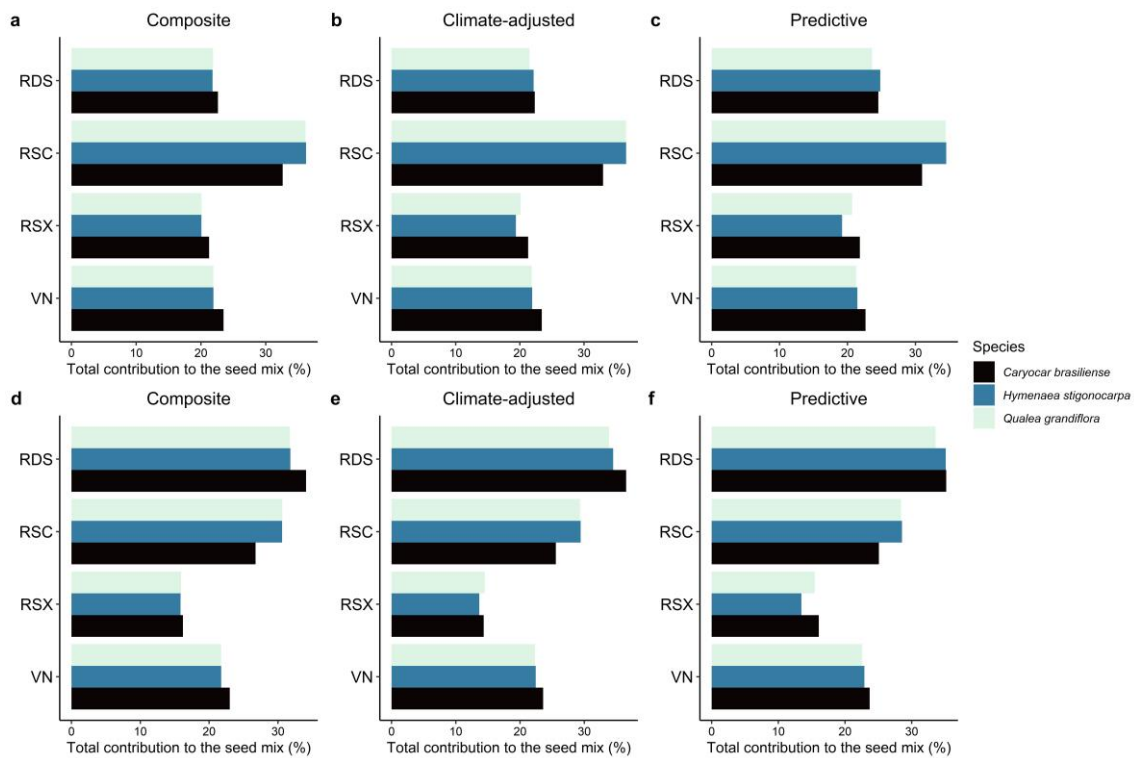 a Composite
b Climate-adjusted
c Predictive
RDS
RSC
RSX
VN
0 10 20 30
Total contribution to the seed mix (%)
0 10 20 30
Total contribution to the seed mix (%)
0 10 20 30
Total contribution to the seed mix (%)
Species
Caryocar brasiliense
Hymenaea stigonocarpa
Qualea grandiflora
d Composite
e Climate-adjusted
f Predictive
RDS
RSC
RSX
VN
RDS
RSC
RSX
VN
RDS
RSC
RSX
VN
RDS
RSC
RSX
VN
RDS
RSC
RSX
VN
0 10 20 30
Total contribution to the seed mix (%)
0 10 20 30
Total contribution to the seed mix (%)
0 10 20 30
Total contribution to the seed mix (%)